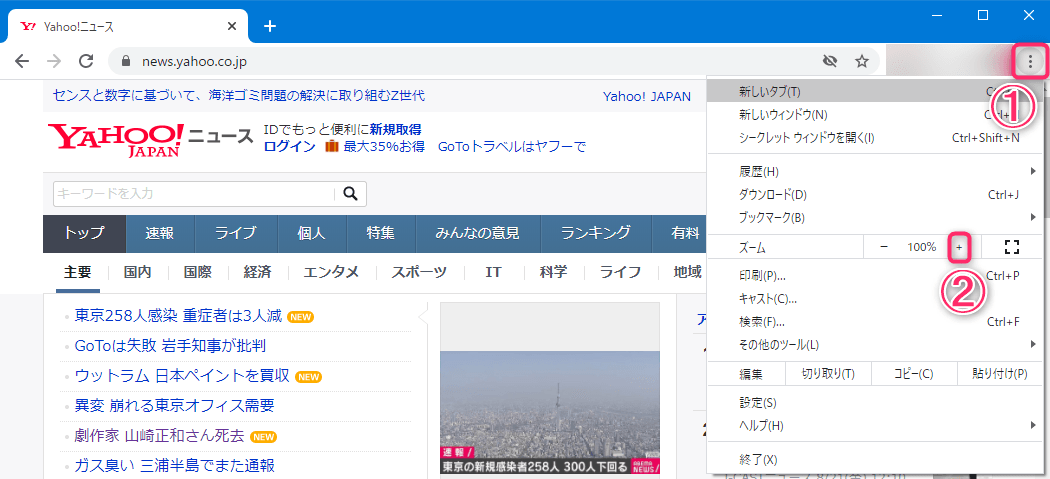 Yahoo!ニュース
news.yahoo.co.jp
①
センスと数字に基づいて、海洋ゴミ問題の解決に取り組むZ世代
Yahoo! JAPAN
YAHOO! ニュース
JAPAN
IDでもっと便利に新規取得
ログイン 最大35%お得 GoToトラベルはヤフーで
キーワードを入力
トップ 速報 ライブ 個人 特集 みんなの意見 ランキング 有料
主要 国内 国際 経済 エンタメ スポーツ IT 科学 ライフ 地域
東京258人感染 重症者は3人減 NEW
GoToは失敗 岩手知事が批判
ウットラム 日本ペイントを買収 NEW
異変 崩れる東京オフィス需要
劇作家 山崎正和さん死去 NEW
ガス臭い 三浦半島でまた通報
速報
東京の新規感染者258人 300人下回る
ABEMA NEWS
新しいタブ(T)
新しいウィンドウ(N)
シークレット ウィンドウを開く(I) Ctrl+Shift+N
履歴(H)
ダウンロード(D) Ctrl+J
ブックマーク(B)
ズーム － 100% +
②
印刷(P)... Ctrl+P
キャスト(C)...
検索(F)... Ctrl+F
その他のツール(L)
編集 切り取り(T) コピー(C) 貼り付け(P)
設定(S)
ヘルプ(H)
終了(X)